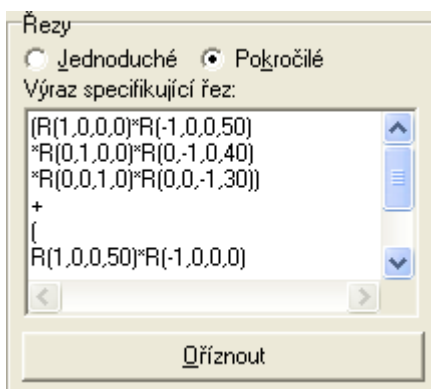 Řezy
Jednoduché Pokročilé
Výraz specifikující řez:
(R(1,0,0,0)*R(-1,0,0,50)
*R(0,1,0,0)*R(0,-1,0,40)
*R(0,0,1,0)*R(0,0,-1,30))
+
(
R(1,0,0,50)*R(-1,0,0,0)
Oříznout